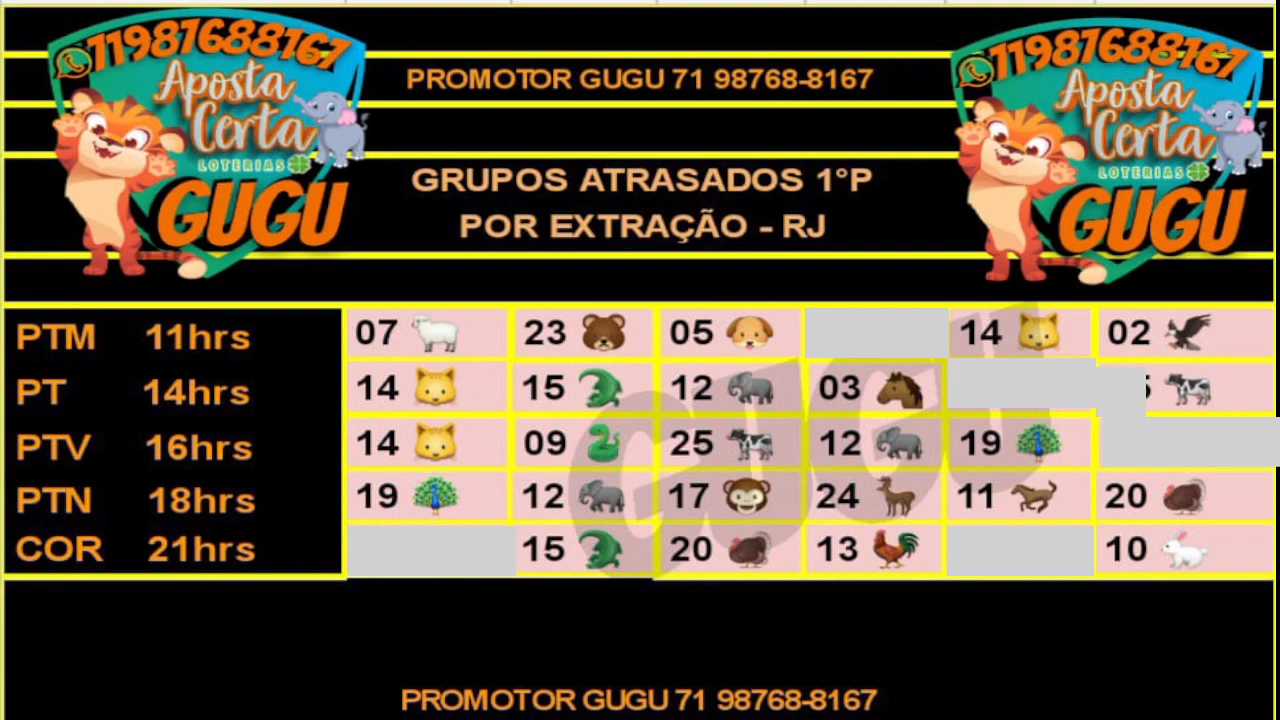 11987688167
Aposta
Certa
LOTERIAS
GUGU
PROMOTOR GUGU 71 98768-8167
GRUPOS ATRASADOS 1°P
POR EXTRAÇÃO - RJ
11987688167
Aposta
Certa
LOTERIAS
GUGU
PTM 11hrs 07 23 05 14 02
PT 14hrs 14 15 12 03
PTV 16hrs 14 09 25 12 19
PTN 18hrs 19 12 17 24 11 20
COR 21hrs 15 20 13 10
GUGU
PROMOTOR GUGU 71 98768-8167